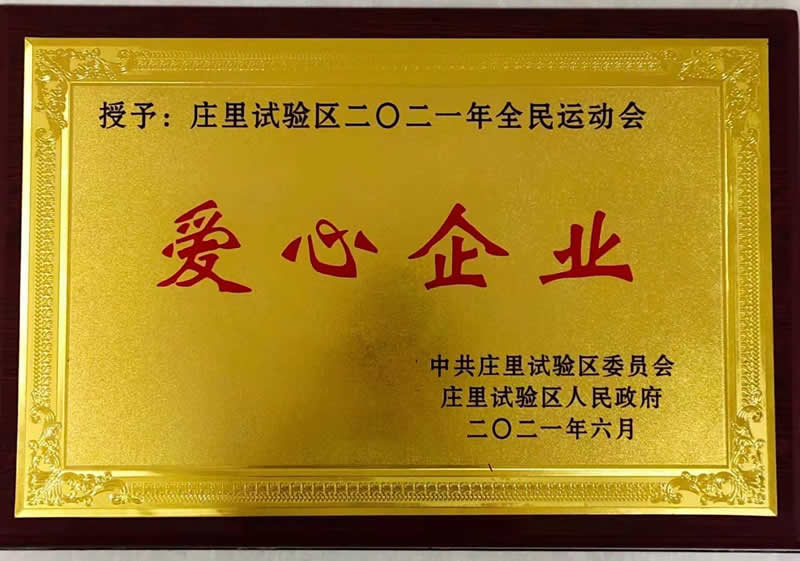 授予：庄里试验区二〇二一年全民运动会
爱心企业
中共庄里试验区委员会
庄里试验区人民政府
二〇二一年六月